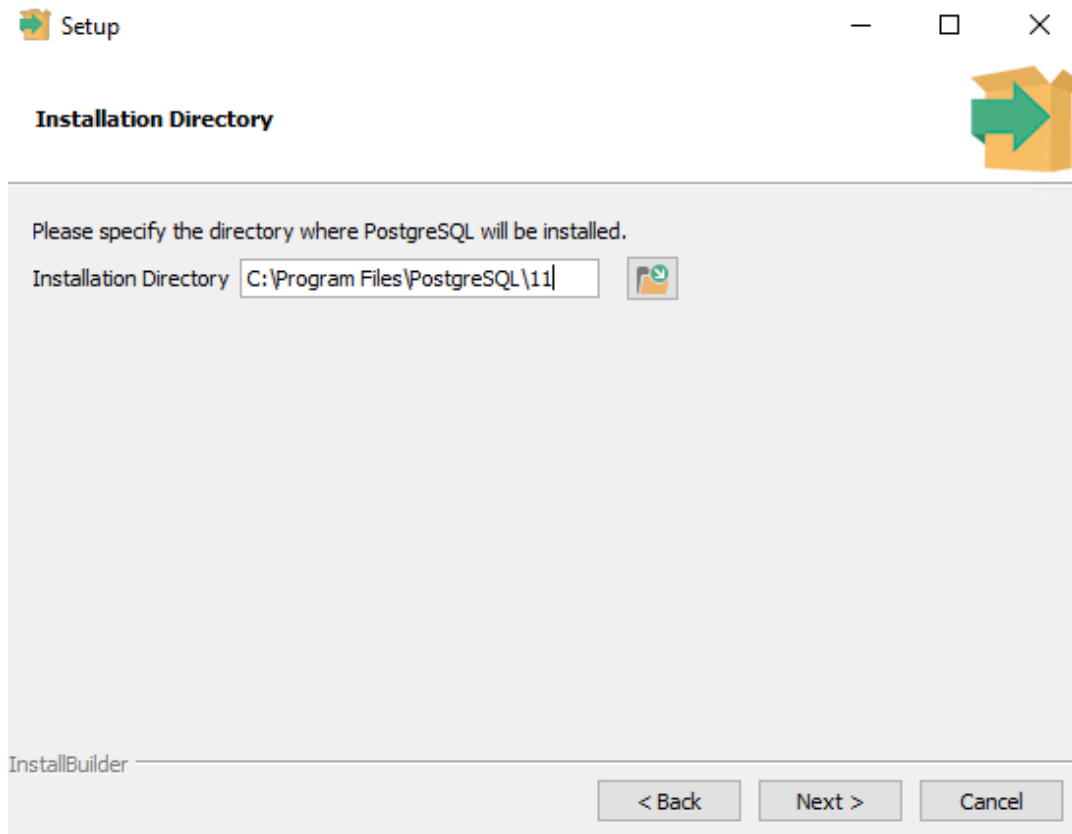 Setup
Installation Directory
Please specify the directory where PostgreSQL will be installed.
Installation Directory C:\Program Files\PostgreSQL\11
InstallBuilder
< Back Next > Cancel